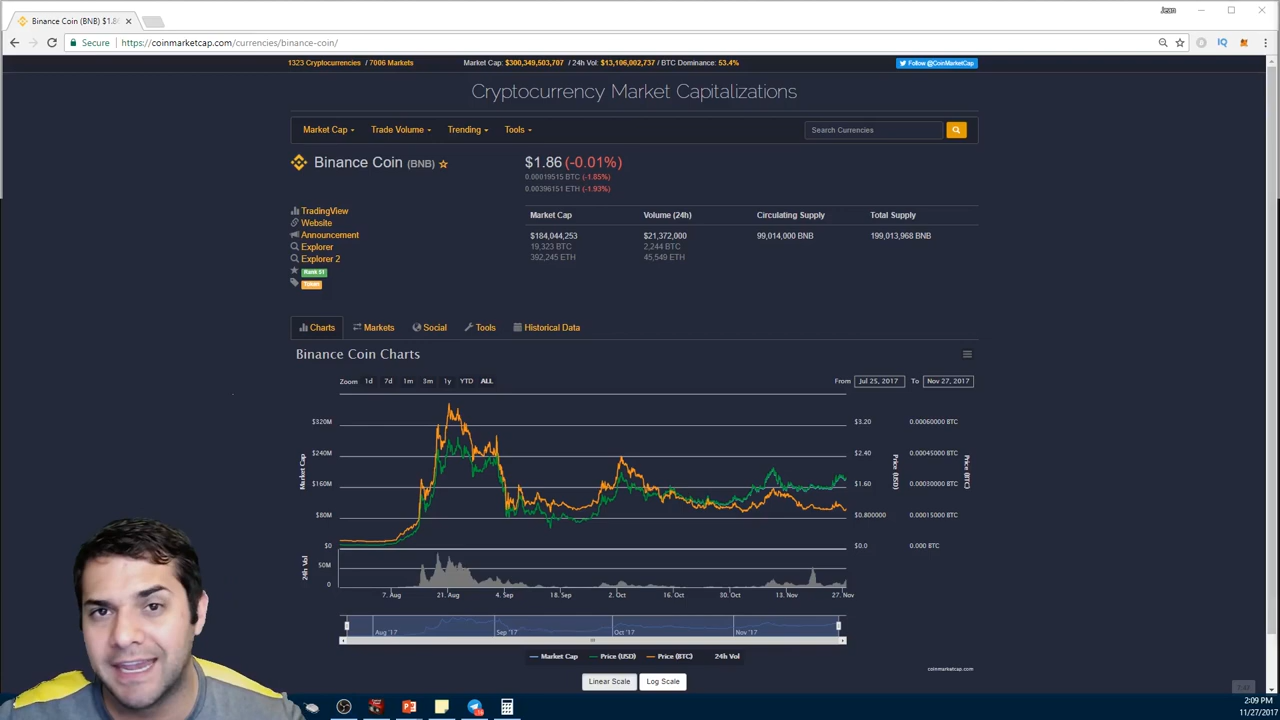 Binance Coin (BNB) $1.8
Jean
Secure https://coinmarketcap.com/currencies/binance-coin/
IQ
1323 Cryptocurrencies / 7006 Markets Market Cap: $300,349,503,707 / 24h Vol: $13,106,002,737 / BTC Dominance: 53.4% Follow @CoinMarketCap
Cryptocurrency Market Capitalizations
Market Cap Trade Volume Trending Tools Search Currencies
Binance Coin (BNB) $1.86 (-0.01%)
0.00019515 BTC (-1.85%)
0.00396151 ETH (-1.93%)
TradingView
Website
Announcement
Explorer
Explorer 2
Rank 51
Token
Market Cap Volume (24h) Circulating Supply Total Supply
$184,044,253 $21,372,000 99,014,000 BNB 199,013,968 BNB
19,323 BTC 2,244 BTC
392,245 ETH 45,549 ETH
Charts Markets Social Tools Historical Data
Binance Coin Charts
Zoom 1d 7d 1m 3m 1y YTD ALL From Jul 25, 2017 To Nov 27, 2017
$320M $3.20 0.00060000 BTC
$240M $2.40 0.00045000 BTC
Market Cap Price (USD) Price (BTC)
$160M $1.60 0.00030000 BTC
$80M $0.800000 0.00015000 BTC
$0 $0.0 0.000 BTC
24h Vol
50M
0
7. Aug 21. Aug 4. Sep 18. Sep 2. Oct 16. Oct 30. Oct 13. Nov 27. Nov
Aug '17 Sep '17 Oct '17 Nov '17
Market Cap Price (USD) Price (BTC) 24h Vol
coinmarketcap.com
Linear Scale Log Scale
2:09 PM
11/27/2017